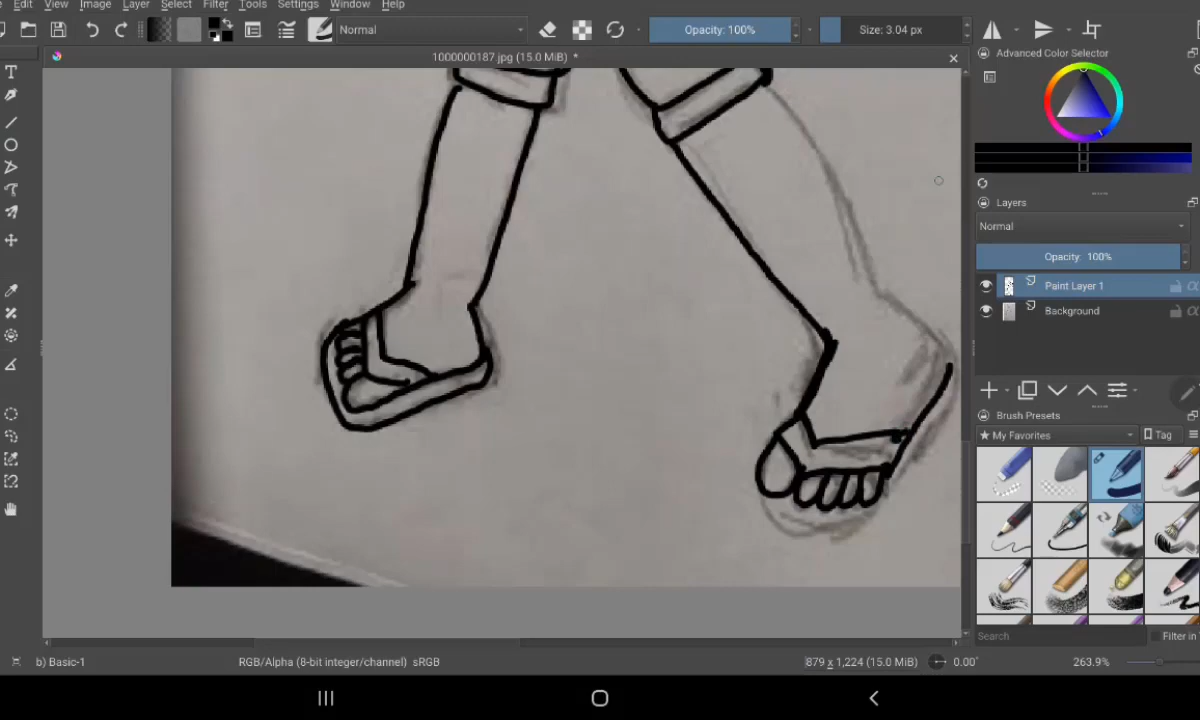 Edit View Image Layer Select Filter Tools Settings Window Help
Normal
Opacity: 100%
Size: 3.04 px
1000000187.jpg (15.0 MiB) *
Advanced Color Selector
Layers
Normal
Opacity: 100%
Paint Layer 1
Background
Brush Presets
★ My Favorites
Tag
Search
Filter in
b) Basic-1
RGB/Alpha (8-bit integer/channel) sRGB
879 x 1,224 (15.0 MiB)
0.00°
263.9%